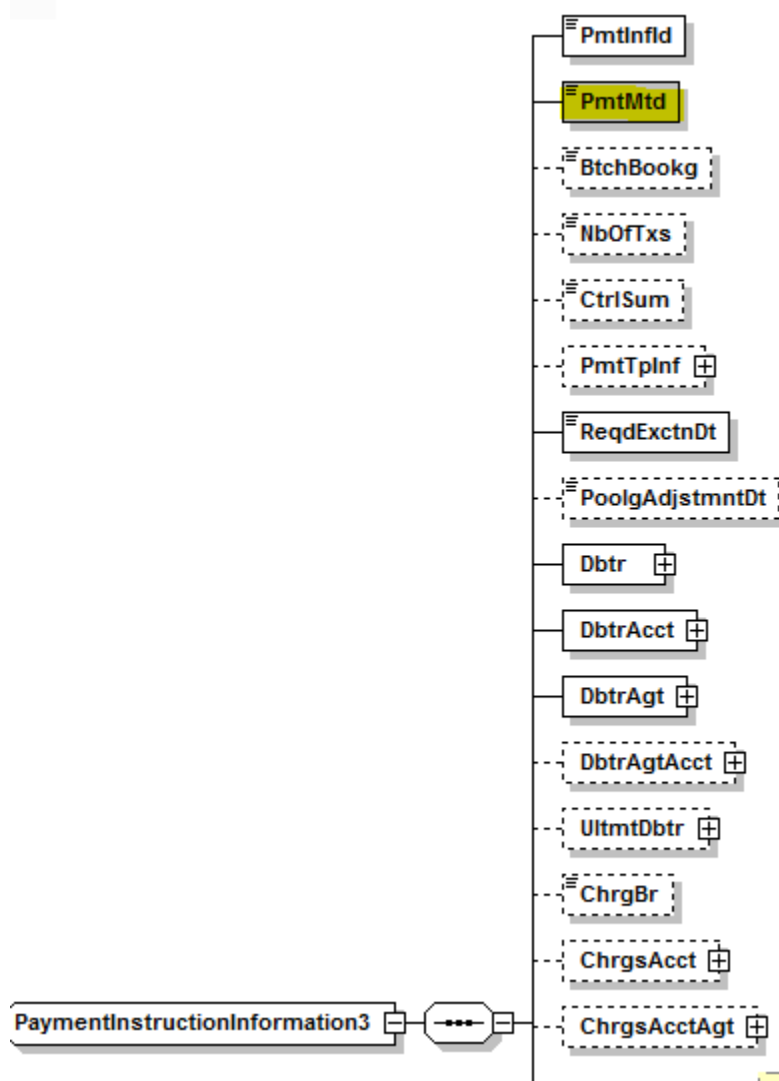 PmtInfId
PmtMtd
BtchBookg
NbOfTxs
CtrlSum
PmtTpInf
ReqdExctnDt
PoolgAdjstmntDt
Dbtr
DbtrAcct
DbtrAgt
DbtrAgtAcct
UltmtDbtr
ChrgBr
ChrgsAcct
PaymentInstructionInformation3
ChrgsAcctAgt